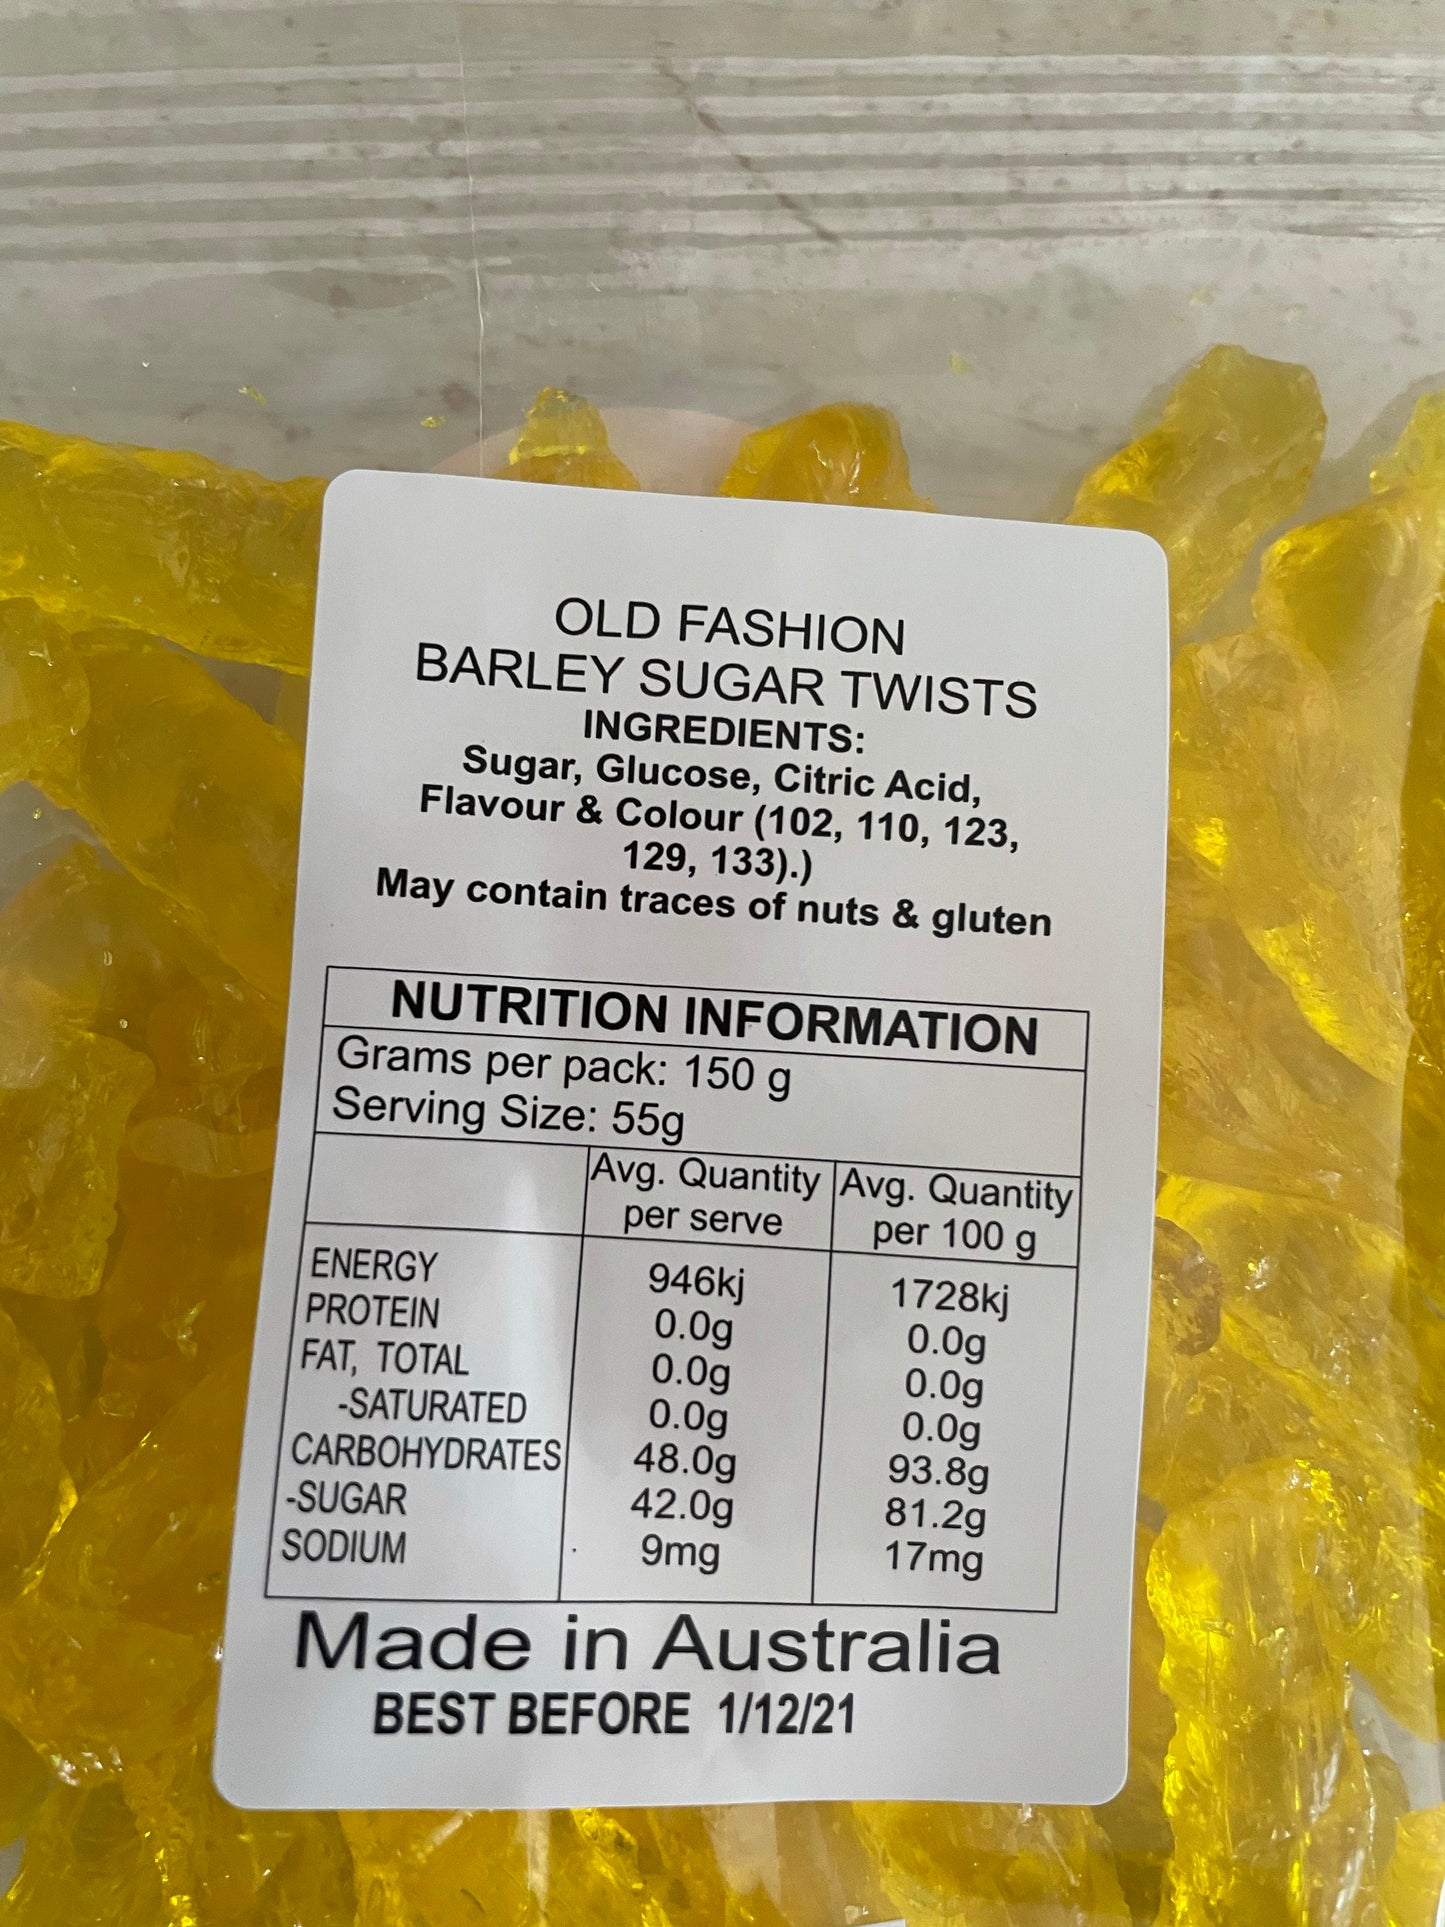 OLD FASHION
BARLEY SUGAR TWISTS
INGREDIENTS:
Sugar, Glucose, Citric Acid,
Flavour & Colour (102, 110, 123,
129, 133).)
May contain traces of nuts & gluten
NUTRITION INFORMATION
Grams per pack: 150 g
Serving Size: 55g
Avg. Quantity Avg. Quantity
per serve per 100 g
ENERGY 946kj 1728kj
PROTEIN 0.0g 0.0g
FAT, TOTAL 0.0g 0.0g
-SATURATED 0.0g 0.0g
CARBOHYDRATES 48.0g 93.8g
-SUGAR 42.0g 81.2g
SODIUM 9mg 17mg
Made in Australia
BEST BEFORE 1/12/21